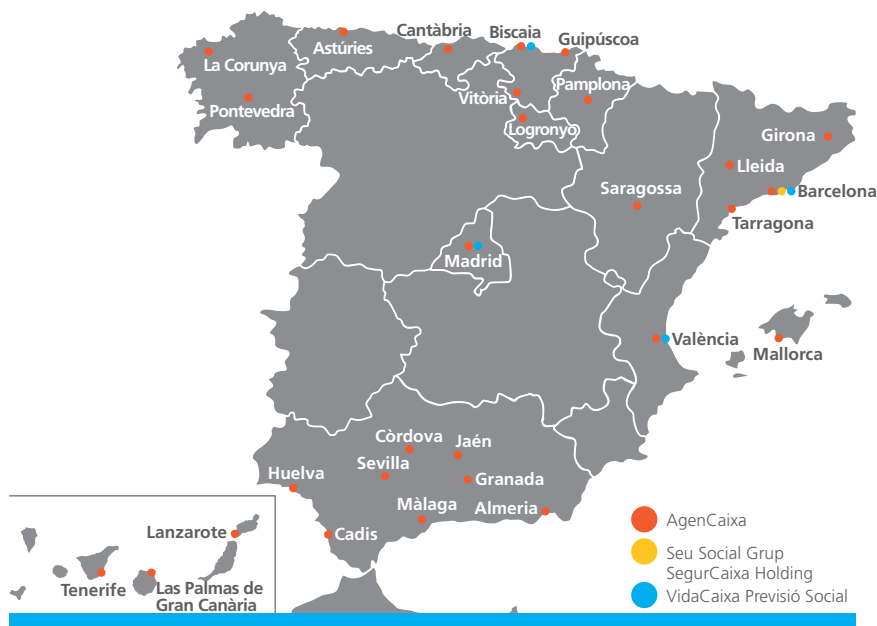 Cantàbria
Biscaia
Guipúscoa
Astúries
La Corunya
Pamplona
Vitòria
Pontevedra
Logronyo
Girona
Lleida
Saragossa
Barcelona
Tarragona
Madrid
València
Mallorca
Còrdova
Jaén
Sevilla
Huelva
Granada
Màlaga
Almeria
Cadis
Lanzarote
Tenerife
Las Palmas de
Gran Canària
AgenCaixa
Seu Social Grup
SegurCaixa Holding
VidaCaixa Previsió Social